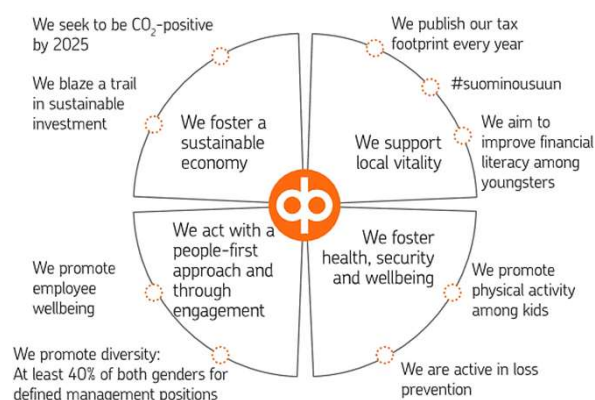 We seek to be CO₂-positive
by 2025
We blaze a trail
in sustainable
investment
We foster a
sustainable
economy
We publish our tax
footprint every year
#suominousuun
We aim to
improve financial
literacy among
youngsters
We support
local vitality
We act with a
people-first
approach and
through
engagement
We promote
employee
wellbeing
We promote diversity:
At least 40% of both genders for
defined management positions
We foster
health, security
and wellbeing
We promote
physical activity
among kids
We are active in loss
prevention
op